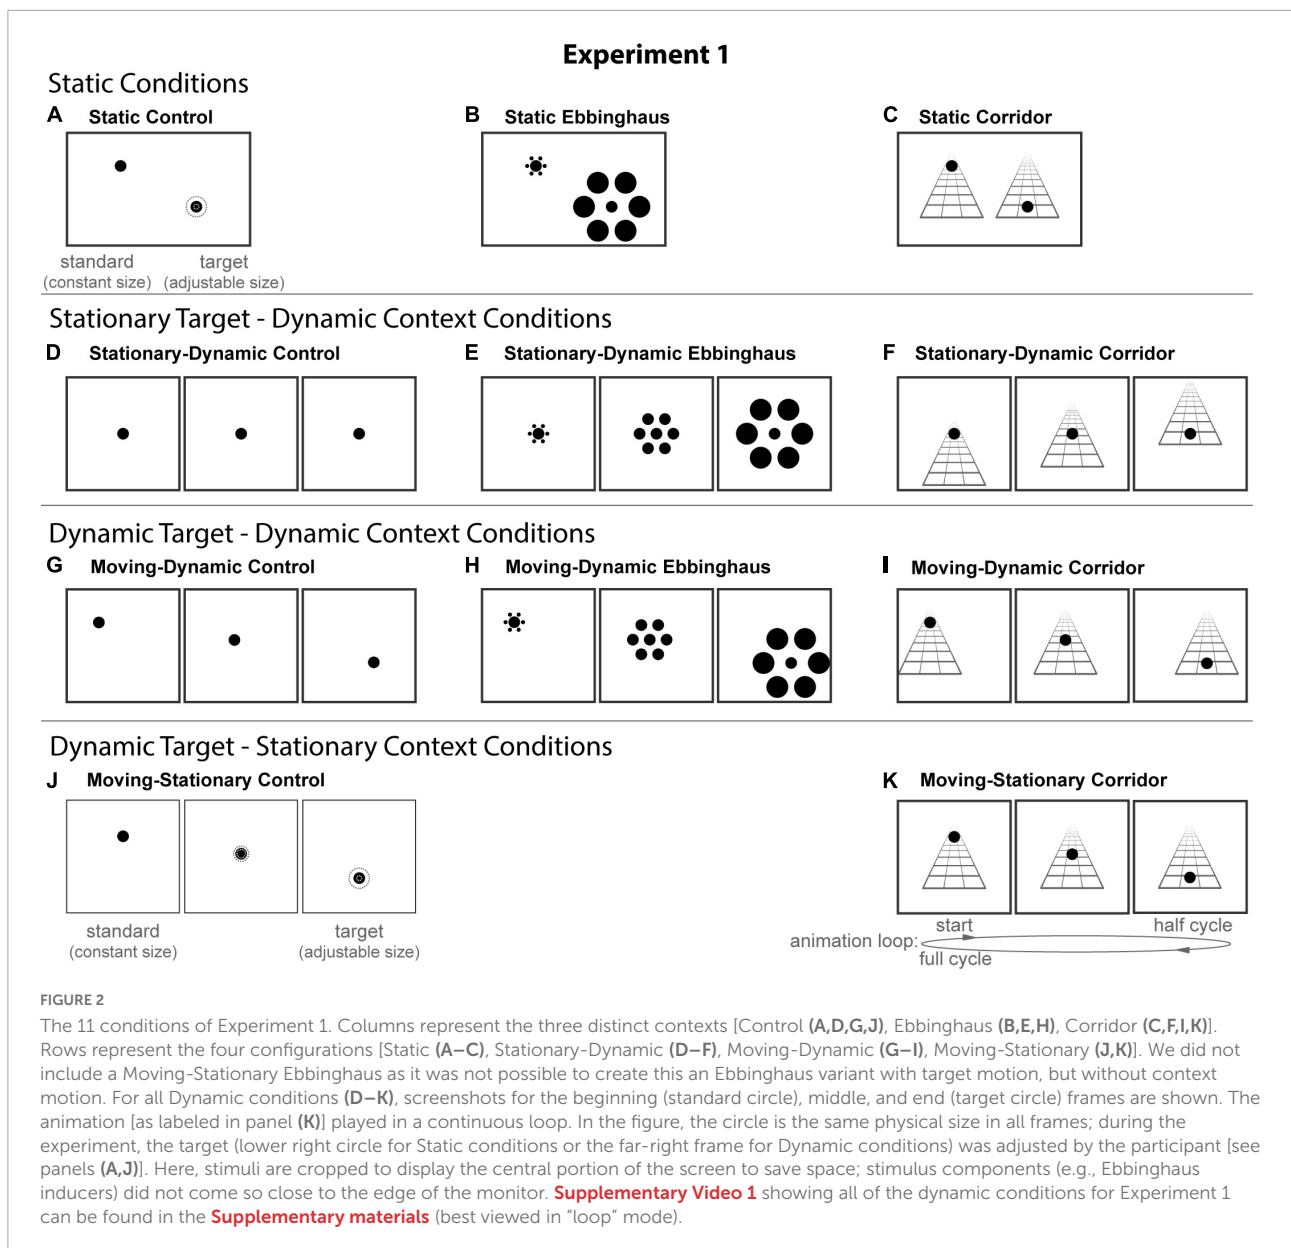 Experiment 1
Static Conditions
A Static Control
B Static Ebbinghaus
C Static Corridor
standard
(constant size)
target
(adjustable size)
Stationary Target - Dynamic Context Conditions
D Stationary-Dynamic Control
E Stationary-Dynamic Ebbinghaus
F Stationary-Dynamic Corridor
Dynamic Target - Dynamic Context Conditions
G Moving-Dynamic Control
H Moving-Dynamic Ebbinghaus
I Moving-Dynamic Corridor
Dynamic Target - Stationary Context Conditions
J Moving-Stationary Control
K Moving-Stationary Corridor
standard
(constant size)
target
(adjustable size)
start
half cycle
animation loop:
full cycle
FIGURE 2
The 11 conditions of Experiment 1. Columns represent the three distinct contexts [Control (A,D,G,J), Ebbinghaus (B,E,H), Corridor (C,F,I,K)].
Rows represent the four configurations [Static (A–C), Stationary-Dynamic (D–F), Moving-Dynamic (G–I), Moving-Stationary (J,K)]. We did not
include a Moving-Stationary Ebbinghaus as it was not possible to create this an Ebbinghaus variant with target motion, but without context
motion. For all Dynamic conditions (D–K), screenshots for the beginning (standard circle), middle, and end (target circle) frames are shown. The
animation [as labeled in panel (K)] played in a continuous loop. In the figure, the circle is the same physical size in all frames; during the
experiment, the target (lower right circle for Static conditions or the far-right frame for Dynamic conditions) was adjusted by the participant [see
panels (A,J)]. Here, stimuli are cropped to display the central portion of the screen to save space; stimulus components (e.g., Ebbinghaus
inducers) did not come so close to the edge of the monitor. Supplementary Video 1 showing all of the dynamic conditions for Experiment 1
can be found in the Supplementary materials (best viewed in “loop” mode).